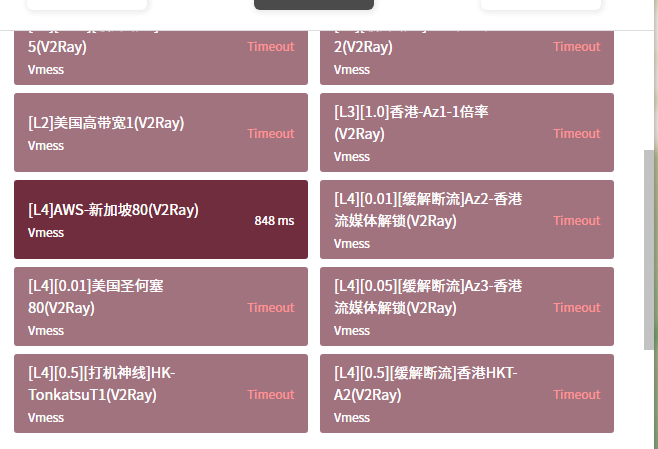 5(V2Ray)
Timeout
Vmess
2(V2Ray)
Timeout
Vmess
[L2]美国高带宽1(V2Ray)
Timeout
Vmess
[L3][1.0]香港-Az1-1倍率
(V2Ray)
Timeout
Vmess
[L4]AWS-新加坡80(V2Ray)
848 ms
Vmess
[L4][0.01][缓解断流]Az2-香港
流媒体解锁(V2Ray)
Timeout
Vmess
[L4][0.01]美国圣何塞
80(V2Ray)
Timeout
Vmess
[L4][0.05][缓解断流]Az3-香港
流媒体解锁(V2Ray)
Timeout
Vmess
[L4][0.5][打机神线]HK-
TonkatsuT1(V2Ray)
Timeout
Vmess
[L4][0.5][缓解断流]香港HKT-
A2(V2Ray)
Timeout
Vmess